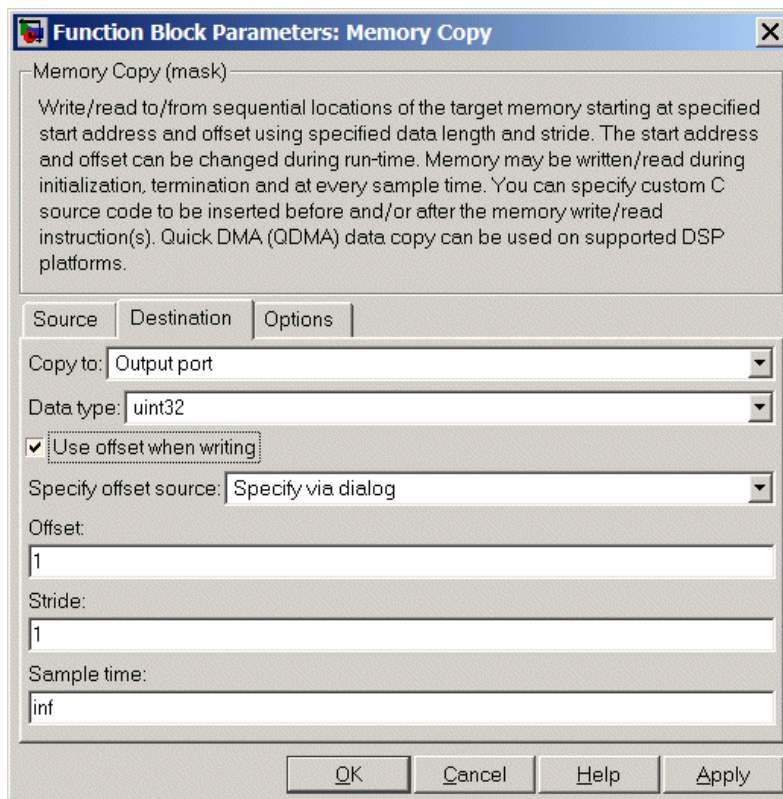 Function Block Parameters: Memory Copy
Memory Copy (mask)
Write/read to/from sequential locations of the target memory starting at specified
start address and offset using specified data length and stride. The start address
and offset can be changed during run-time. Memory may be written/read during
initialization, termination and at every sample time. You can specify custom C
source code to be inserted before and/or after the memory write/read
instruction(s). Quick DMA (QDMA) data copy can be used on supported DSP
platforms.
Source Destination Options
Copy to: Output port
Data type: uint32
Use offset when writing
Specify offset source: Specify via dialog
Offset:
1
Stride:
1
Sample time:
inf
OK Cancel Help Apply